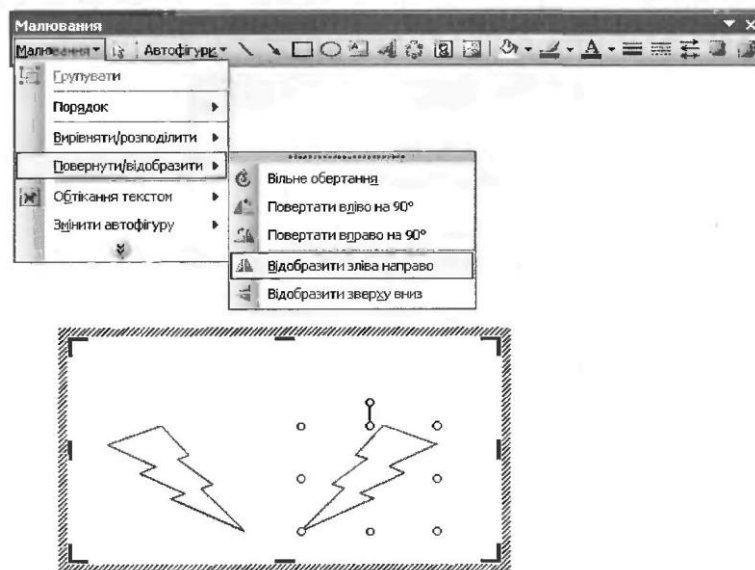 Малювання
Малювання Автофігурк
Групувати
Порядок
Вирівняти/розподілити
Повернути/відобразити
Обтікання текстом
Змінити автофігуру
Вільне обертання
Повертати вліво на 90°
Повертати вправо на 90°
Відобразити зліва направо
Відобразити зверху вниз